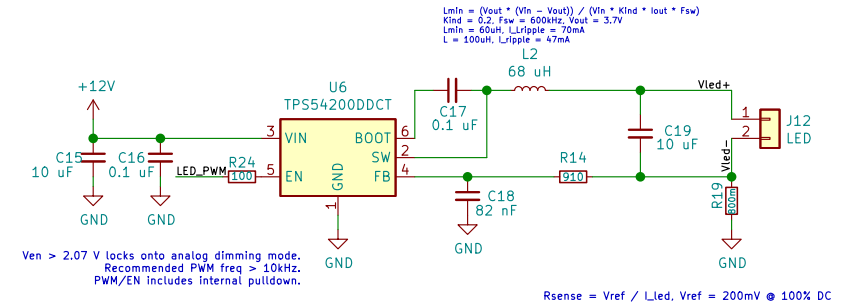 Lmin = (Vout * (Vin - Vout)) / (Vin * Kind * Iout * Fsw)
Kind = 0.2, Fsw = 600kHz, Vout = 3.7V
Lmin = 60uH, I_Lripple = 70mA
L = 100uH, I_ripple = 47mA
L2
68 uH
+12V
U6
TPS54200DDCT
Vled+
C17
0.1 uF
J12
LED
1
2
3
VIN
BOOT
6
SW
2
C15
10 uF
C16
0.1 uF
C19
10 uF
Vled-
LED_PWM
R24
100
5
EN
GND
FB
4
R14
910
1
C18
82 nF
R19
800m
GND
GND
GND
GND
GND
Ven > 2.07 V locks onto analog dimming mode.
Recommended PWM freq > 10kHz.
PWM/EN includes internal pulldown.
Rsense = Vref / I_led, Vref = 200mV @ 100% DC